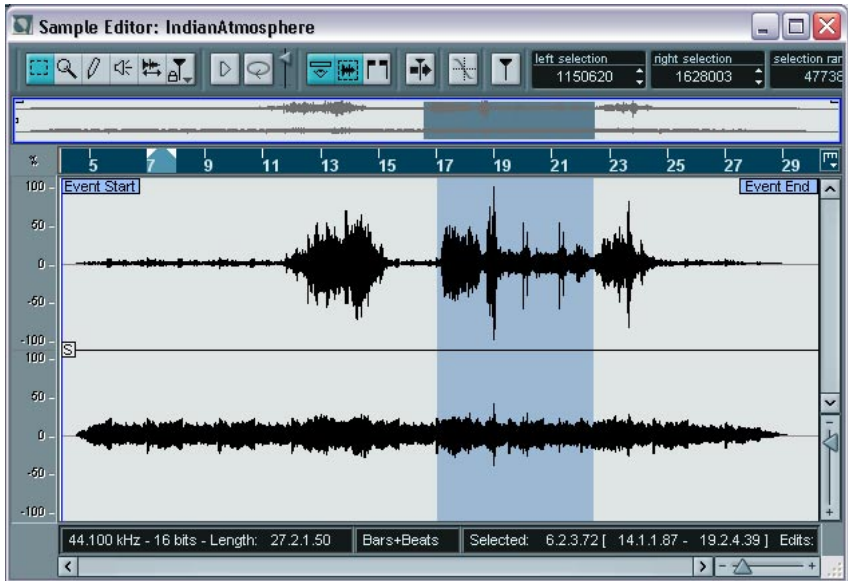 Sample Editor: IndianAtmosphere
left selection right selection selection ran
1150620 1628003 47738
% 5 7 9 11 13 15 17 19 21 23 25 27 29
Event Start Event End
100
50
0
-50
-100
S
100
50
0
-50
-100
44.100 kHz - 16 bits - Length: 27.2.1.50 Bars+Beats Selected: 6.2.3.72 [ 14.1.1.87 - 19.2.4.39 ] Edits: